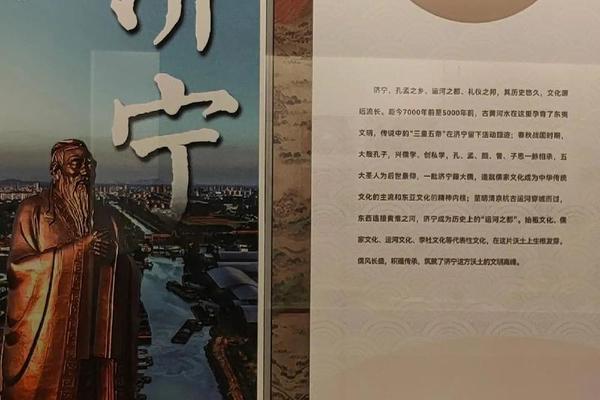 济宁
济宁，孔孟之乡、运河之都、礼仪之邦，其历史悠久，文化源
远流长。距今7000年前至5000年前，古黄河水在这里孕育了东夷
文明，传说中的“三皇五帝”在济宁留下活动踪迹；春秋战国时期，
大哉孔子，兴儒学，创私学，孔、孟、颜、曾、子思一脉相承，五
大圣人为后世景仰，一批济宁籍大儒，造就儒家文化成为中华传统
文化的主流和东亚文化的精神内核；至明清京杭古运河穿城而过，
东西连接黄淮之河，济宁成为历史上的“运河之都”。始祖文化、儒
家文化、运河文化、李杜文化等代表性文化，在这片沃土上生根发芽。
儒风长盛，积蕴传承，筑就了济宁这方沃土的文明高峰。